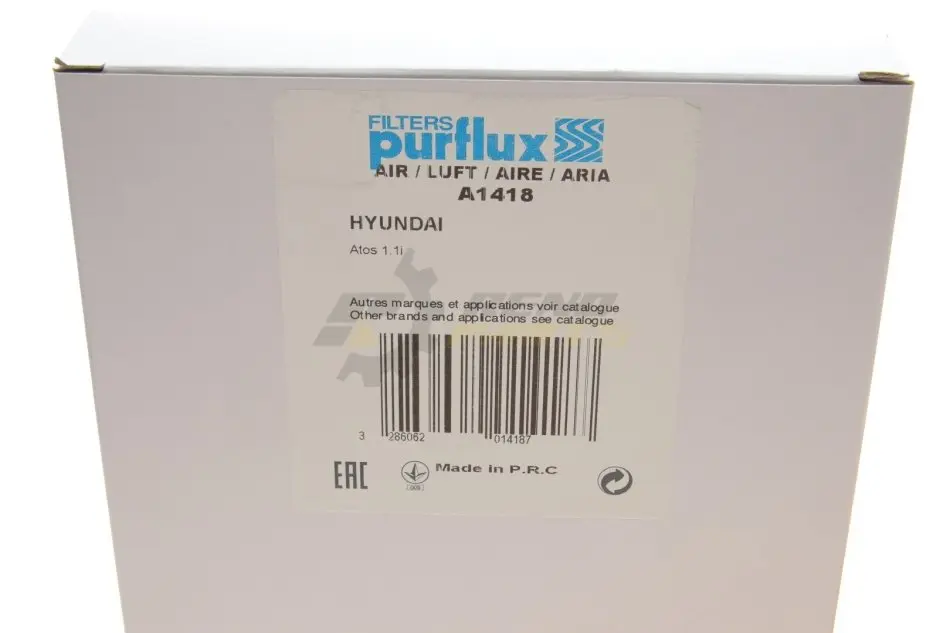 FILTERS
purflux
AIR / LUFT / AIRE / ARIA
A1418
HYUNDAI
Atos 1.1i
Autres marques et applications voir catalogue
Other brands and applications see catalogue
3 286062 014187
EAC Made in P.R.C